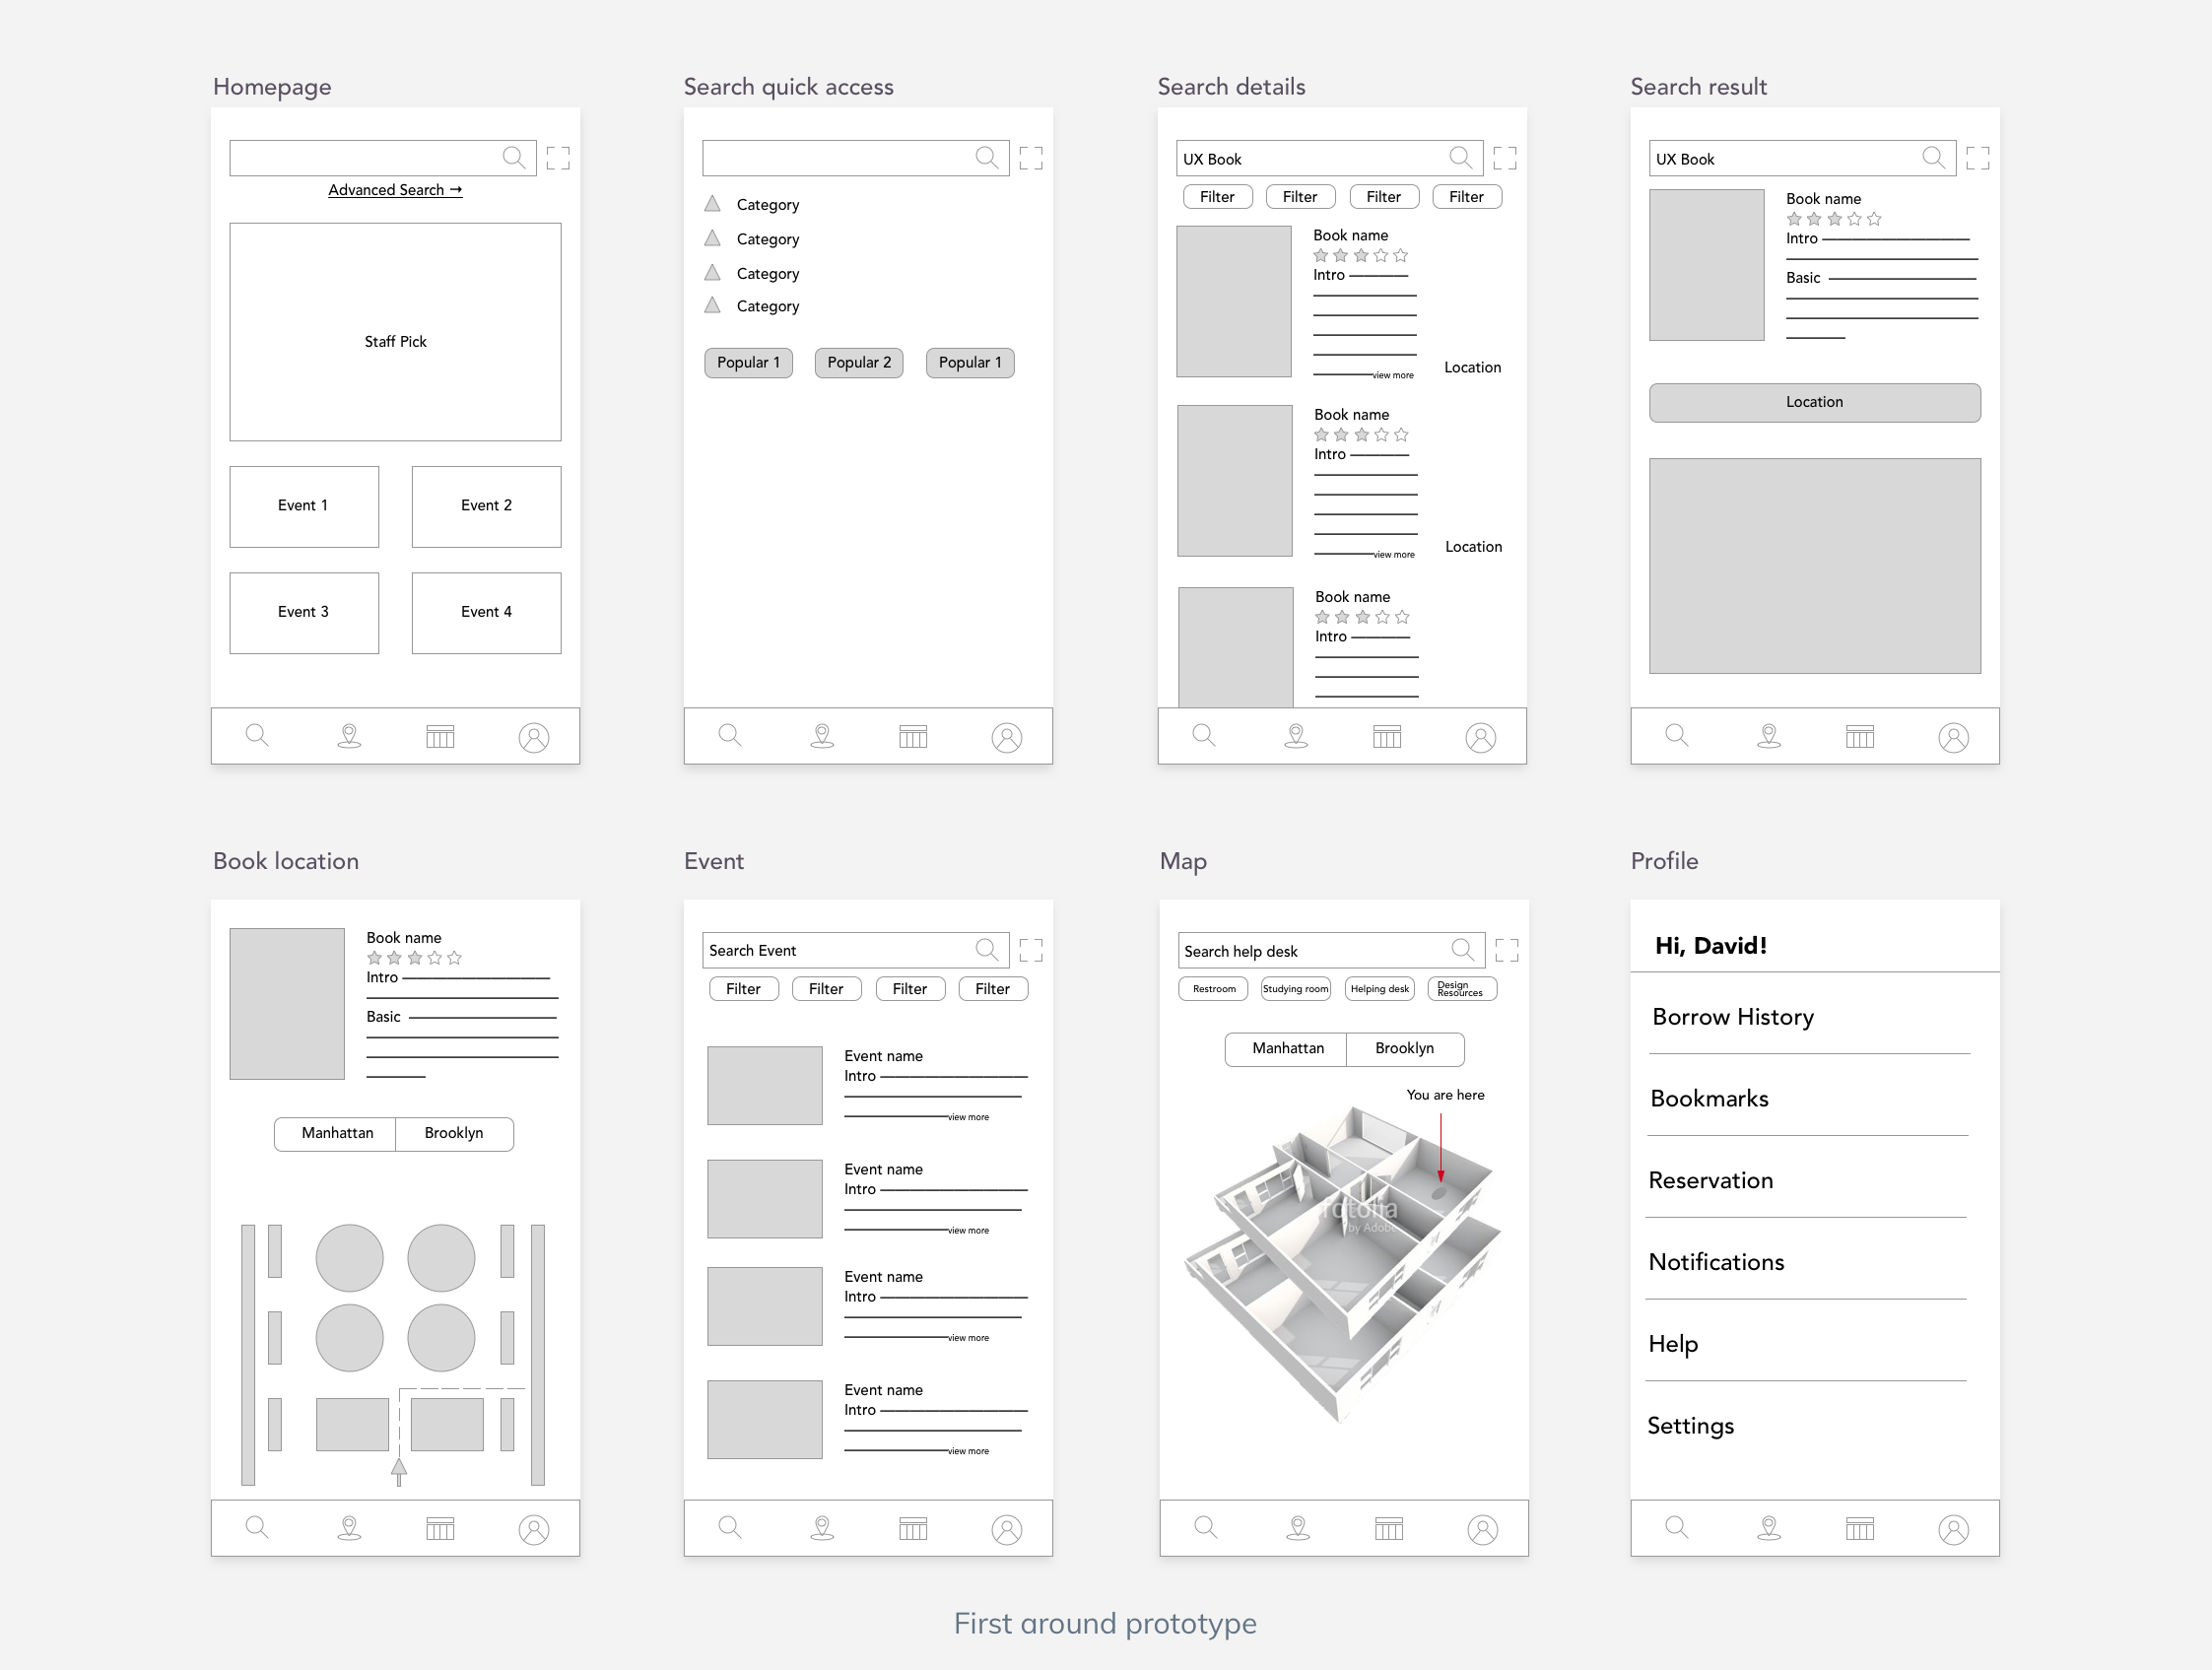 Homepage
Advanced Search →
Staff Pick
Event 1
Event 2
Event 3
Event 4
Search quick access
Category
Category
Category
Category
Popular 1
Popular 2
Popular 1
Search details
UX Book
Filter
Filter
Filter
Filter
Book name
Intro
view more
Location
Book name
Intro
view more
Location
Book name
Intro
Search result
UX Book
Book name
Intro
Basic
Location
Book location
Book name
Intro
Basic
Manhattan
Brooklyn
Event
Search Event
Filter
Filter
Filter
Filter
Event name
Intro
view more
Event name
Intro
view more
Event name
Intro
view more
Event name
Intro
view more
Map
Search help desk
Restroom
Studying room
Helping desk
Design
Resources
Manhattan
Brooklyn
You are here
fotolia
by Adobe
Profile
Hi, David!
Borrow History
Bookmarks
Reservation
Notifications
Help
Settings
First around prototype